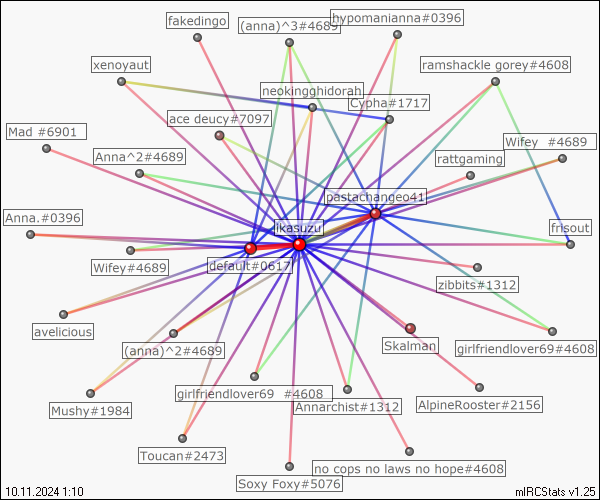 fakedingo
(anna)^3#4689
hypomanianna#0396
xenoyaut
ramshackle gorey#4608
neokingghidorah
Cypha#1717
ace deucy#7097
Mad #6901
Wifey #4689
Anna^2#4689
rattgaming
pastachangeo41
Anna.#0396
ikasuzu
frisout
Wifey#4689
default#0617
zibbits#1312
avelicious
Skalman
girlfriendlover69#4608
(anna)^2#4689
girlfriendlover69 #4608
Annarchist#1312
AlpineRooster#2156
Mushy#1984
Toucan#2473
Soxy Foxy#5076
no cops no laws no hope#4608
10.11.2024 1:10
mIRCStats v1.25